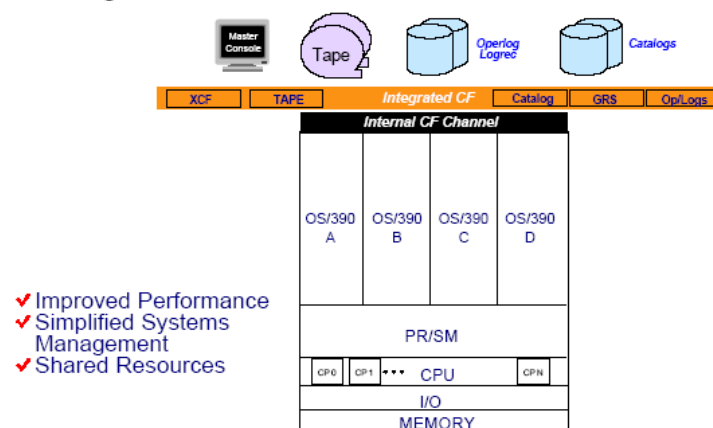 Master
Console
Tape
Operlog
Logrec
Catalogs
XCF
TAPE
Integrated CF
Catalog
GRS
Op/Logs
Internal CF Channel
OS/390
A
OS/390
B
OS/390
C
OS/390
D
✓Improved Performance
✓Simplified Systems
Management
✓Shared Resources
PR/SM
CP0
CP1
•••
CPU
CPN
I/O
MEMORY